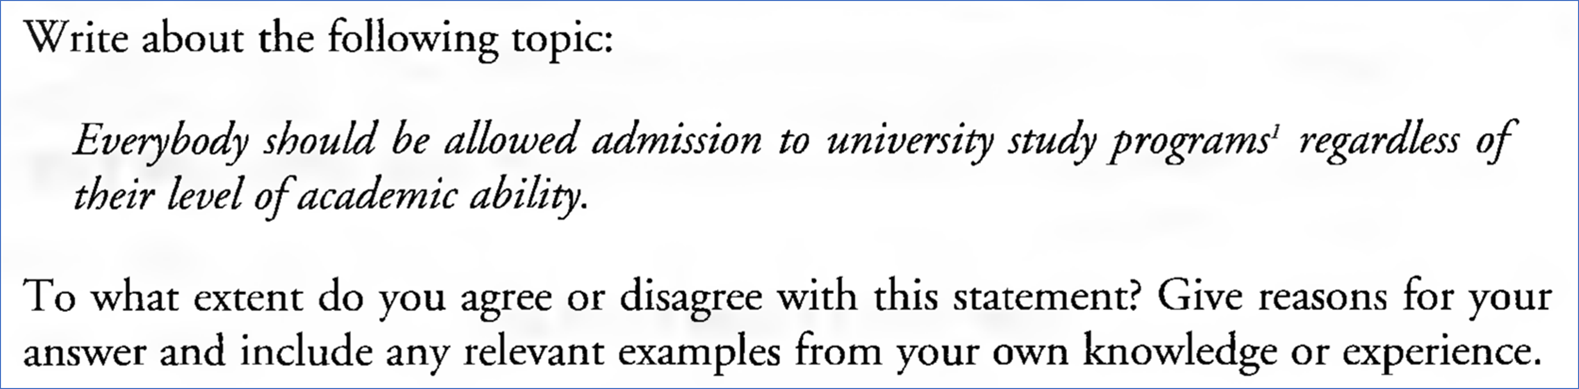 Write about the following topic:
Everybody should be allowed admission to university study programs¹ regardless of
their level of academic ability.
To what extent do you agree or disagree with this statement? Give reasons for your
answer and include any relevant examples from your own knowledge or experience.